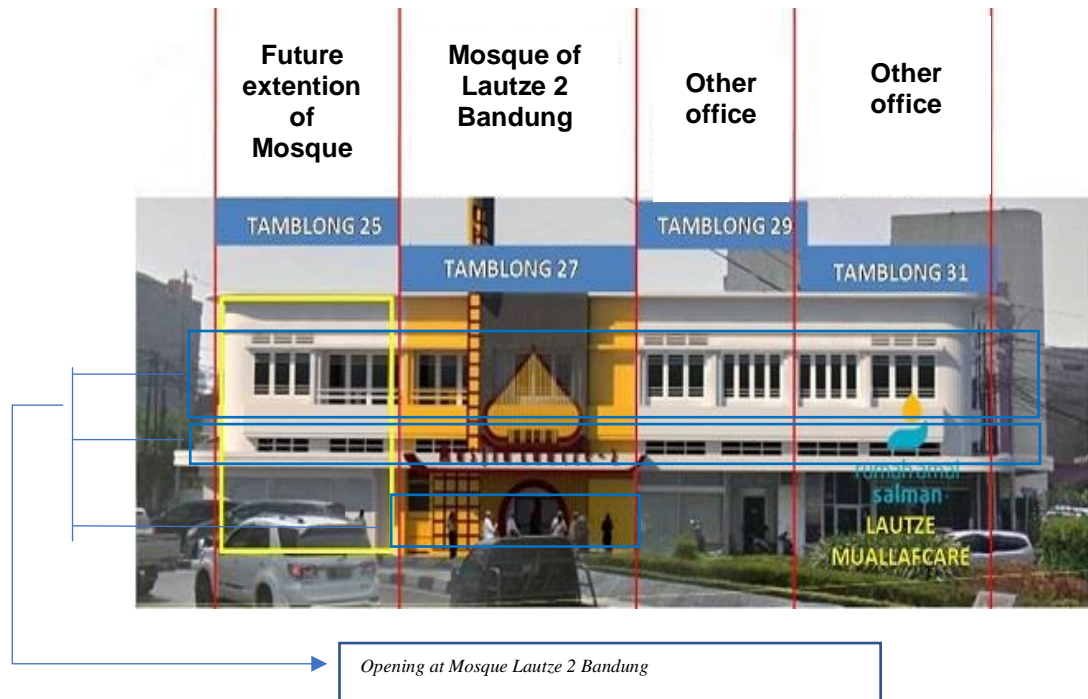 Future
extention
of
Mosque
Mosque of
Lautze 2
Bandung
Other
office
Other
office
TAMBLONG 25
TAMBLONG 29
TAMBLONG 27
TAMBLONG 31
rumah amal
salman
LAUTZE
MUALLAFCARE
Opening at Mosque Lautze 2 Bandung